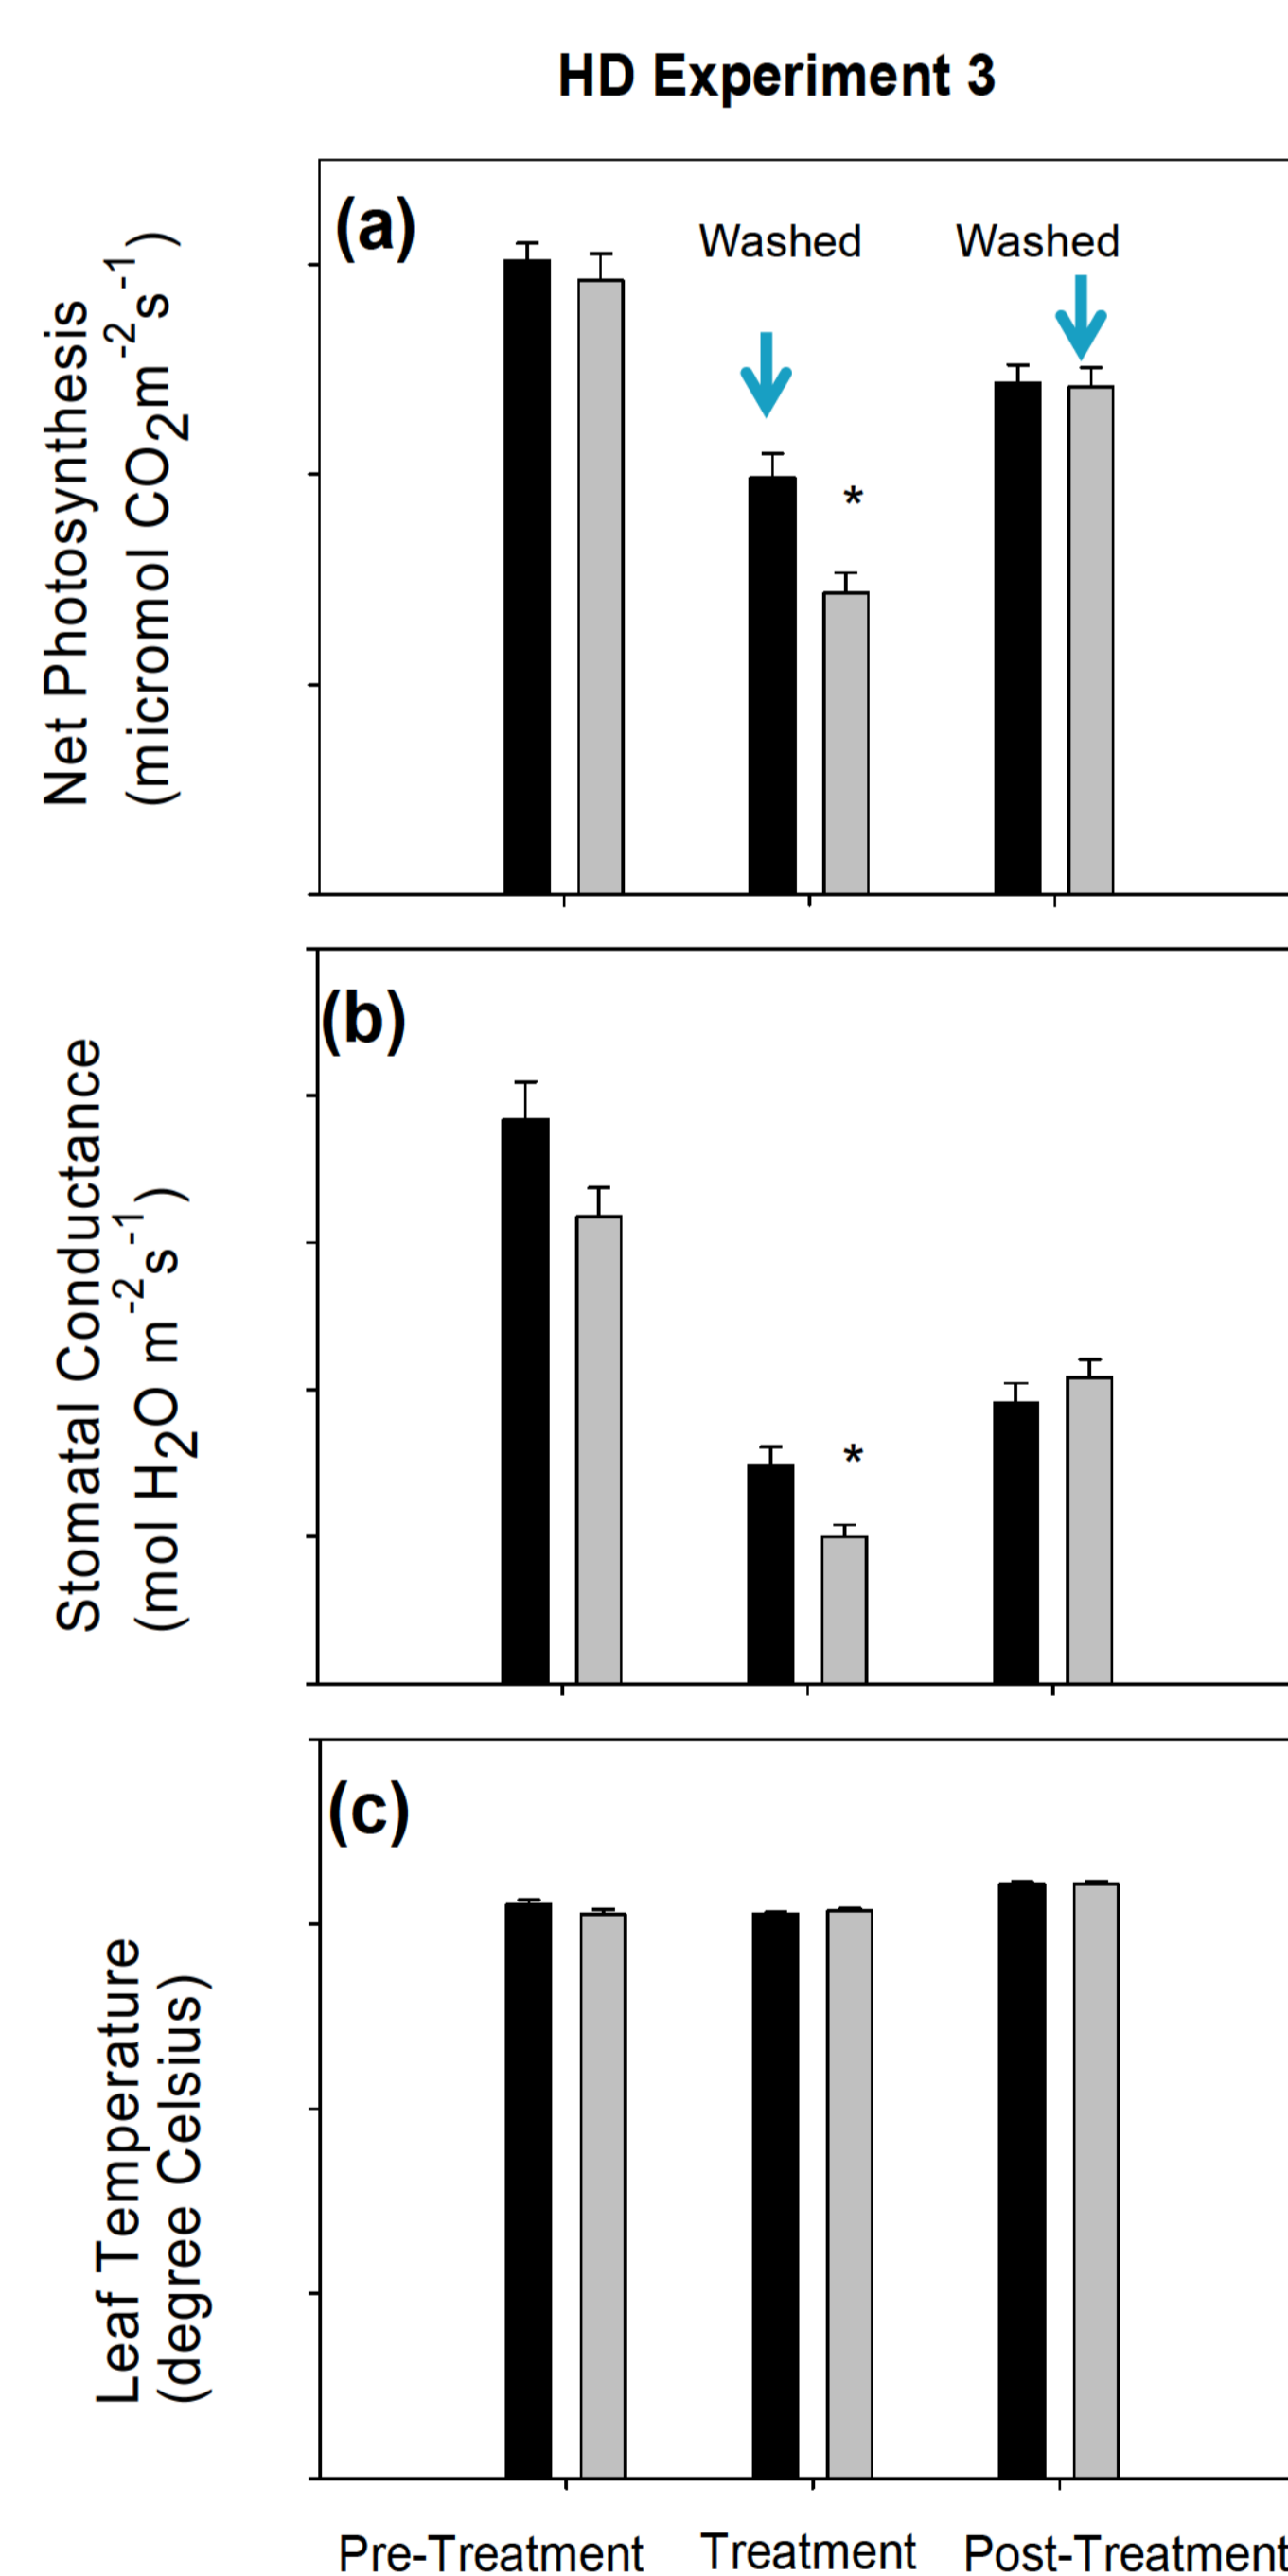 HD Experiment 3
Net Photosynthesis
(micromol CO2m-2s-1)
(a)
Washed
Washed
*
Stomatal Conductance
(mol H2O m-2s-1)
(b)
*
Leaf Temperature
(degree Celsius)
(c)
Pre-Treatment
Treatment
Post-Treatment